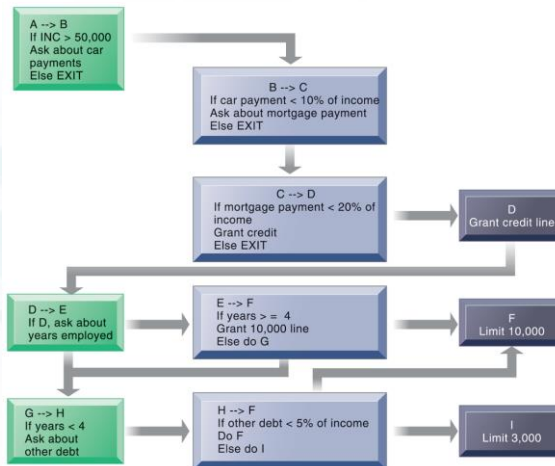 A --> B
If INC > 50,000
Ask about car
payments
Else EXIT
B --> C
If car payment < 10% of income
Ask about mortgage payment
Else EXIT
C --> D
If mortgage payment < 20% of
income
Grant credit
Else EXIT
D
Grant credit line
D --> E
If D, ask about
years employed
E --> F
If years > = 4
Grant 10,000 line
Else do G
F
Limit 10,000
G --> H
If years < 4
Ask about
other debt
H --> F
If other debt < 5% of income
Do F
Else do I
I
Limit 3,000